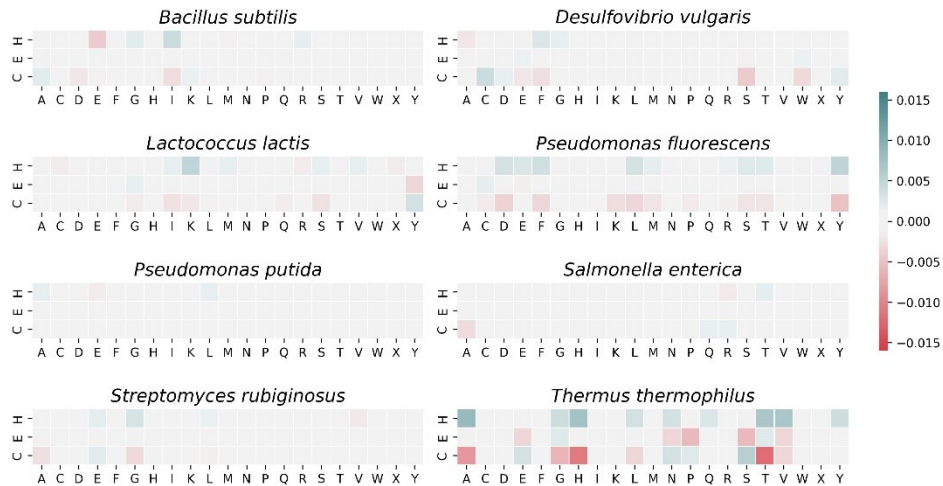 Bacillus subtilis
H
E
C
A C D E F G H I K L M N P Q R S T V W X Y
Desulfovibrio vulgaris
H
E
C
A C D E F G H I K L M N P Q R S T V W X Y
Lactococcus lactis
H
E
C
A C D E F G H I K L M N P Q R S T V W X Y
Pseudomonas fluorescens
H
E
C
A C D E F G H I K L M N P Q R S T V W X Y
Pseudomonas putida
H
E
C
A C D E F G H I K L M N P Q R S T V W X Y
Salmonella enterica
H
E
C
A C D E F G H I K L M N P Q R S T V W X Y
Streptomyces rubiginosus
H
E
C
A C D E F G H I K L M N P Q R S T V W X Y
Thermus thermophilus
H
E
C
A C D E F G H I K L M N P Q R S T V W X Y
0.015
0.010
0.005
0.000
−0.005
−0.010
−0.015